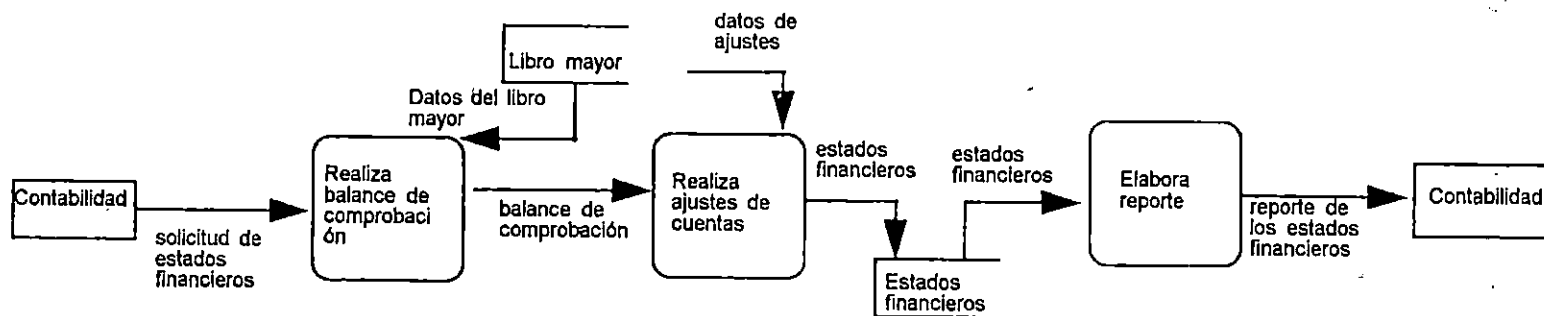 Contabilidad
solicitud de
estados
financieros
Realiza
balance de
comprobaci
ón
Datos del libro
mayor
Libro mayor
balance de
comprobación
datos de
ajustes
Realiza
ajustes de
cuentas
estados
financieros
Estados
financieros
estados
financieros
Elabora
reporte
reporte de
los estados
financieros
Contabilidad